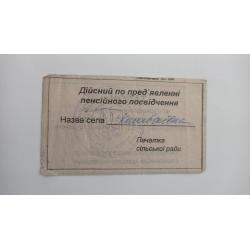 Дійсний по пред'явленні
пенсійного посвідчення
Назва села
Печатка
сільської ради